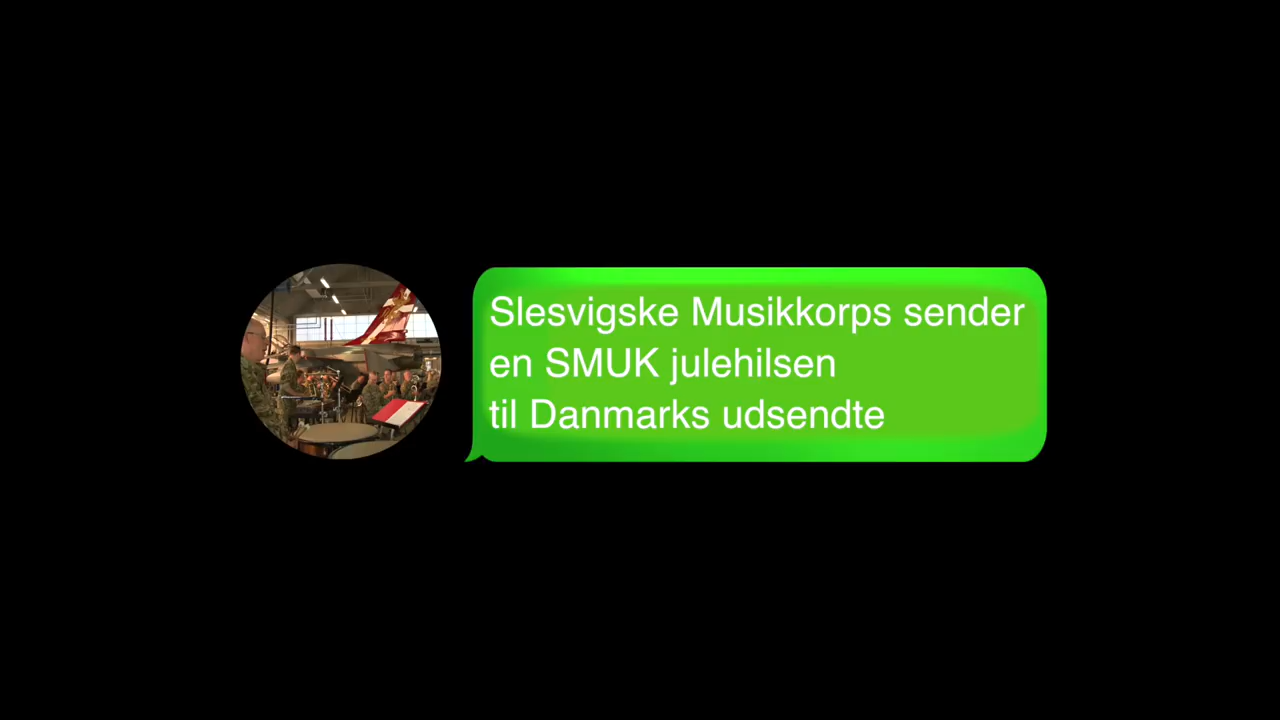 Slesvigske Musikkorps sender
en SMUK julehilsen
til Danmarks udsendte